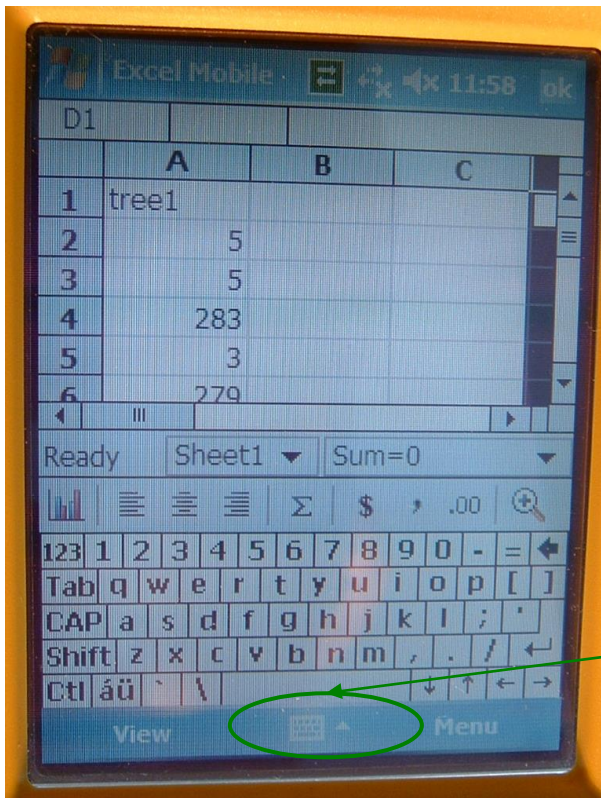 Excel Mobile 11:58 ok
D1
A B C
1 tree1
2 5
3 5
4 283
5 3
6 279
Ready Sheet1 Sum=0
Σ $ , .00
123 1 2 3 4 5 6 7 8 9 0 - =
Tab q w e r t y u i o p [ ]
CAP a s d f g h j k l ; '
Shift z x c v b n m , . /
Ctl áü ` \ ↓ ↑ ← →
View Menu